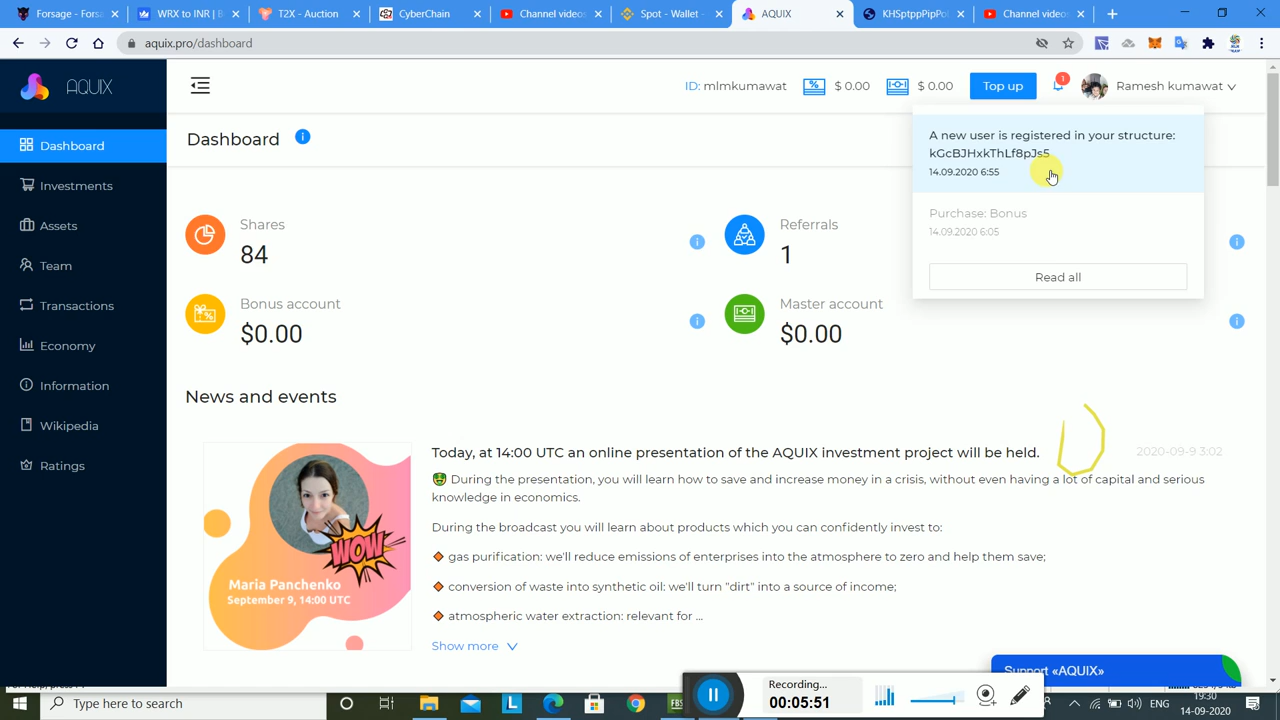 Forsage - Forwa
WRX to INR | B
T2X - Auction
CyberChain
Channel videos
Spot - Wallet -
AQUIX
KHSptppPipPol
Channel videos
aquix.pro/dashboard
AQUIX
ID: mlmkumawat
$ 0.00
$ 0.00
Top up
1
Ramesh kumawat
Dashboard
Investments
Assets
Team
Transactions
Economy
Information
Wikipedia
Ratings
Dashboard
A new user is registered in your structure:
kGcBJHxkThLf8pJs5
14.09.2020 6:55
Purchase: Bonus
14.09.2020 6:05
Read all
Shares
84
Referrals
1
Bonus account
$0.00
Master account
$0.00
News and events
Maria Panchenko
September 9, 14:00 UTC
WOW
Today, at 14:00 UTC an online presentation of the AQUIX investment project will be held.
2020-09-9 3:02
During the presentation, you will learn how to save and increase money in a crisis, without even having a lot of capital and serious
knowledge in economics.
During the broadcast you will learn about products which you can confidently invest to:
gas purification: we'll reduce emissions of enterprises into the atmosphere to zero and help them save;
conversion of waste into synthetic oil: we'll turn "dirt" into a source of income;
atmospheric water extraction: relevant for ...
Show more
Support «AQUIX»
Recording...
00:05:51
Type here to search
ENG
19:30
14-09-2020